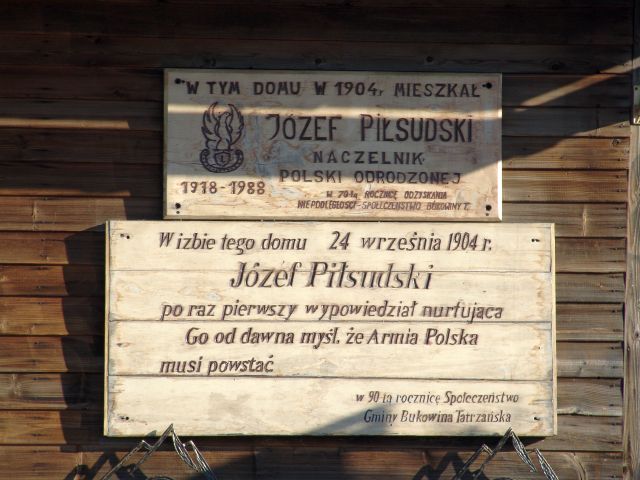 W TYM DOMU W 1904r MIESZKAŁ
JÓZEF PIŁSUDSKI
NACZELNIK
POLSKI ODRODZONEJ
1918-1988
W 70-tą ROCZNICĘ ODZYSKANIA
NIEPODLEGŁOŚCI-SPOŁECZEŃSTWO BUKOWINY T.
W izbie tego domu 24 września 1904 r.
Józef Piłsudski
po raz pierwszy wypowiedział nurtującą
Go od dawna myśl, że Armia Polska
musi powstać
w 90-tą rocznicę Społeczeństwo
Gminy Bukowina Tatrzańska